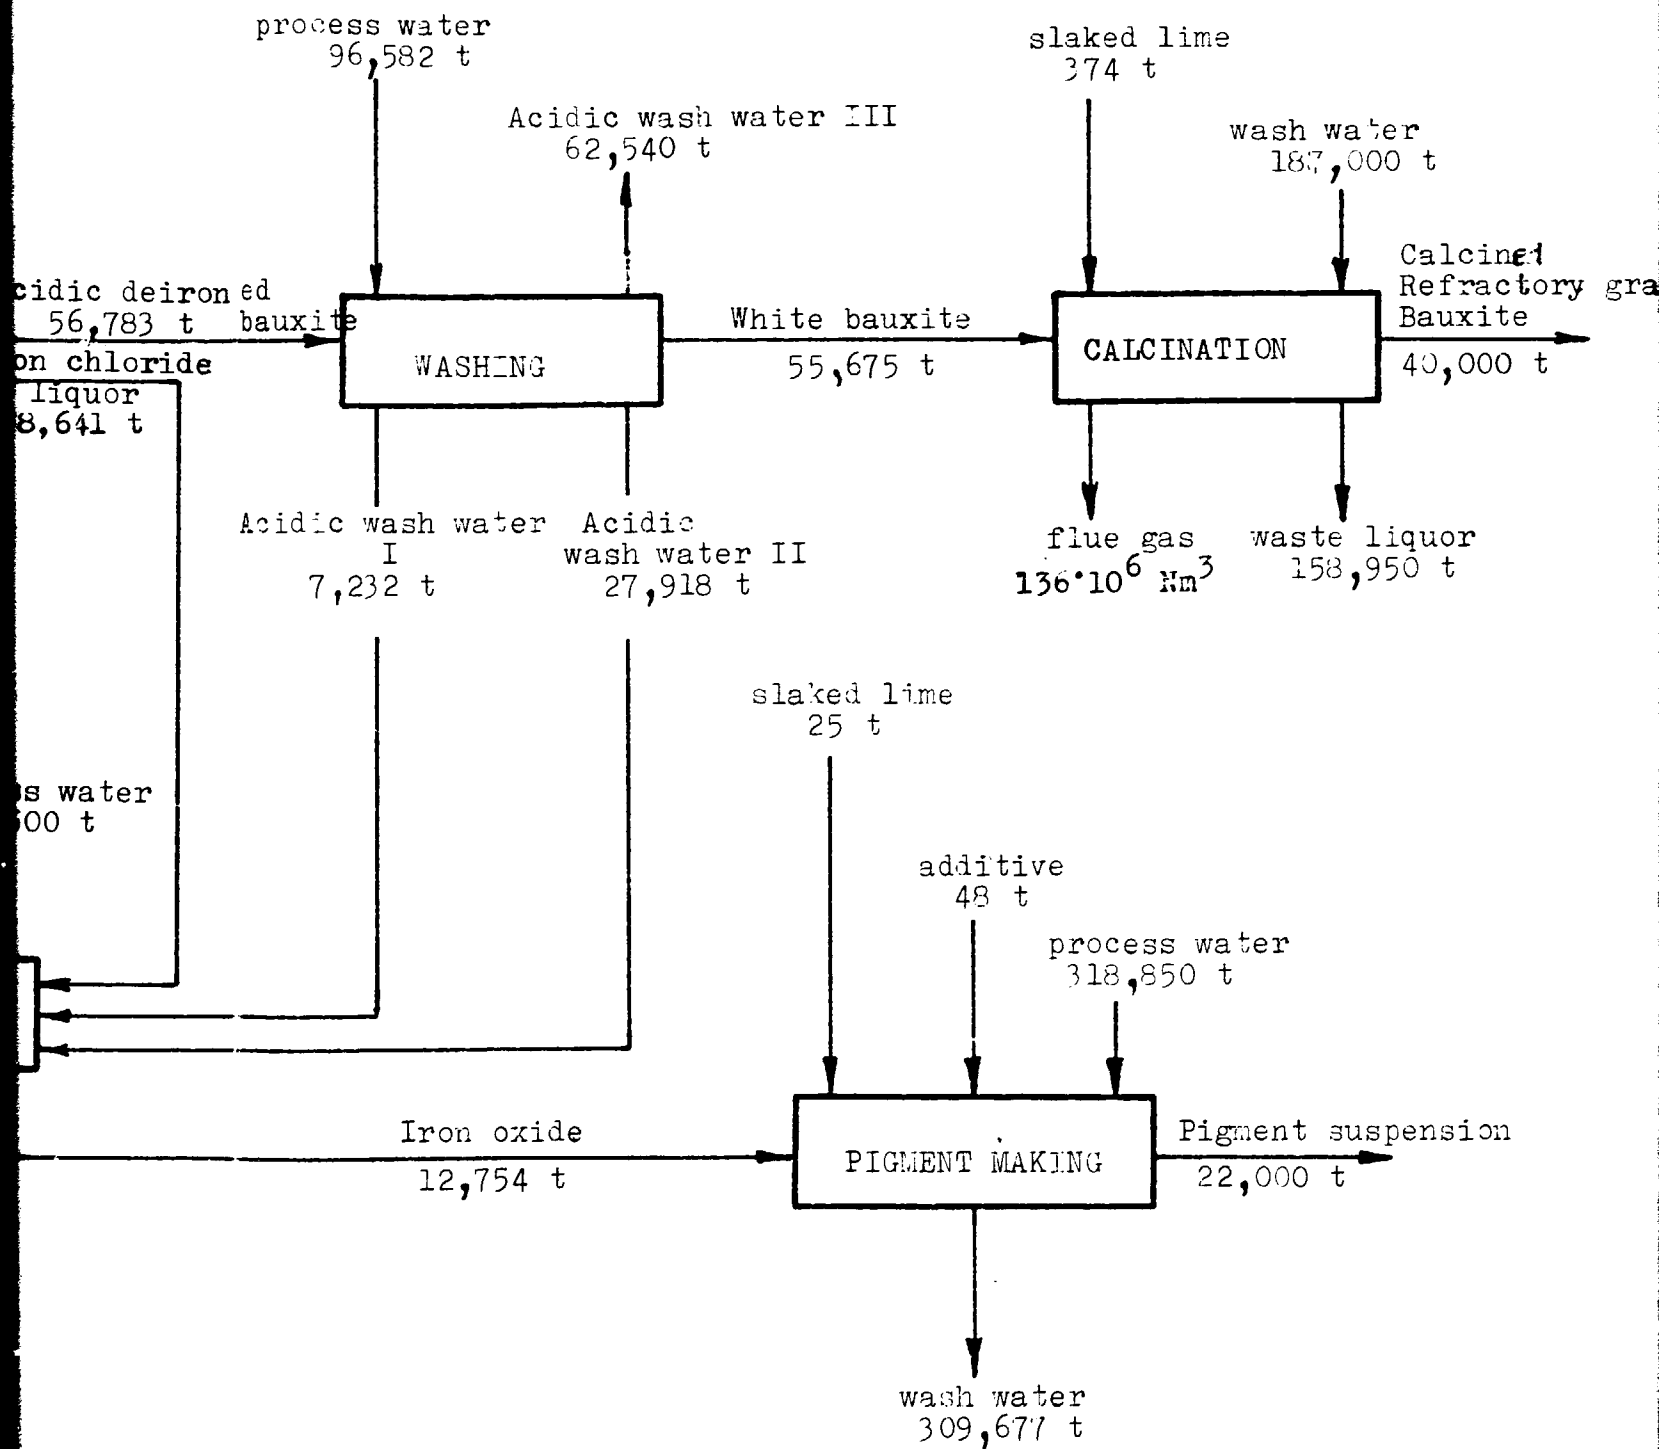 process water
96,582 t
slaked lime
374 t
Acidic wash water III
62,540 t
wash water
187,000 t
cidic deironed
56,783 t bauxite
on chloride
liquor
8,641 t
WASHING
White bauxite
55,675 t
CALCINATION
Calcined
Refractory gra
Bauxite
40,000 t
Acidic wash water
I
7,232 t
Acidic
wash water II
27,918 t
flue gas
136·10⁶ Nm³
waste liquor
158,950 t
slaked lime
25 t
s water
00 t
additive
48 t
process water
318,850 t
Iron oxide
12,754 t
PIGMENT MAKING
Pigment suspension
22,000 t
wash water
309,677 t